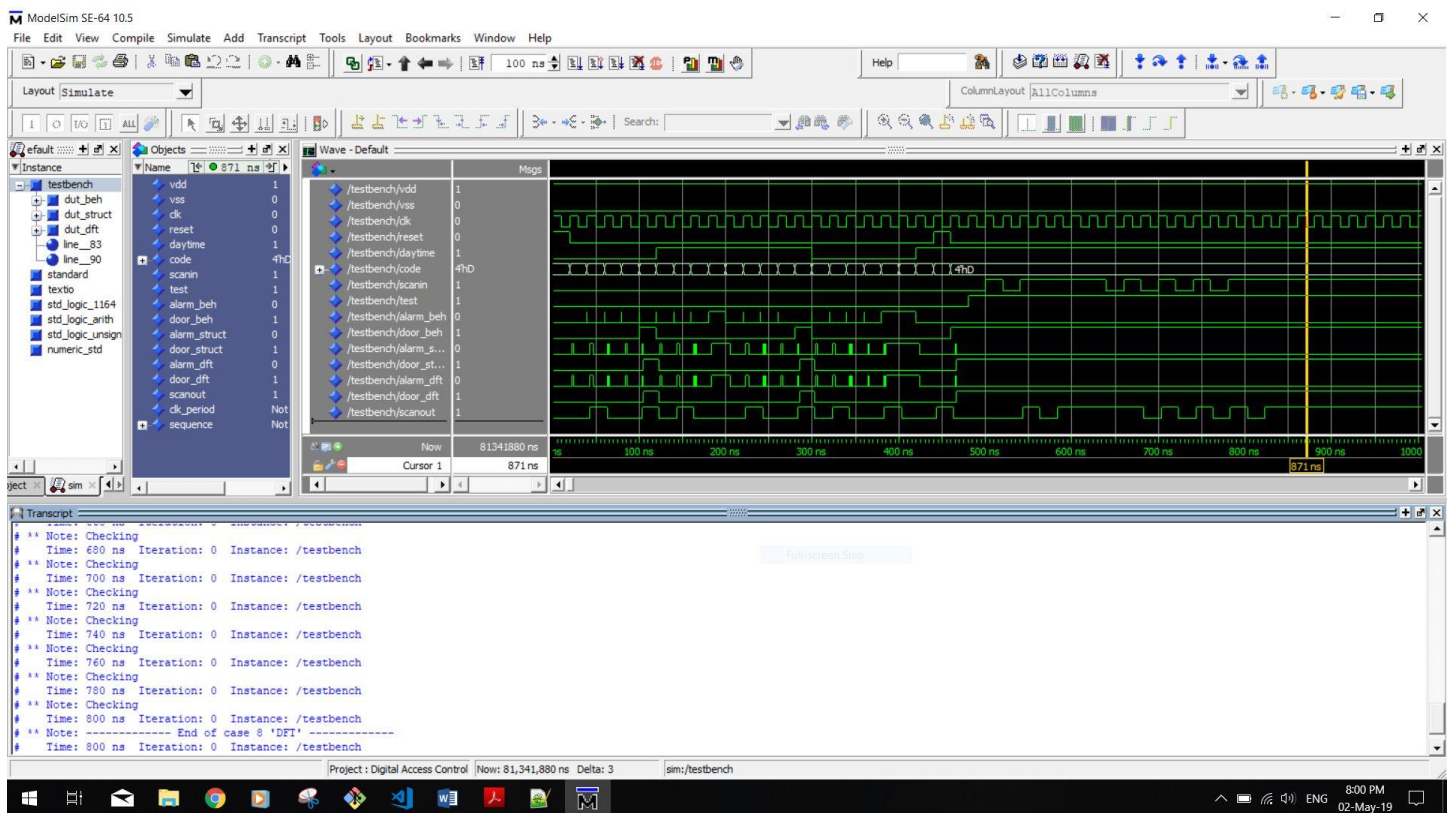 ModelSim SE-64 10.5
File Edit View Compile Simulate Add Transcript Tools Layout Bookmarks Window Help
100 ns
Help
Layout Simulate
ColumnLayout AllColumns
Search:
efault
Objects
Wave - Default
Instance
Name
871 ns
Msgs
testbench
dut_beh
dut_struct
dut_dft
line__83
line__90
standard
textio
std_logic_1164
std_logic_arith
std_logic_unsign
numeric_std
vdd 1
vss 0
clk 0
reset 0
daytime 1
code 4'hD
scanin 1
test 1
alarm_beh 0
door_beh 1
alarm_struct 0
door_struct 1
alarm_dft 0
door_dft 1
scanout 1
clk_period Not
sequence Not
/testbench/vdd 1
/testbench/vss 0
/testbench/clk 0
/testbench/reset 0
/testbench/daytime 1
/testbench/code 4'hD 4'hD
/testbench/scanin 1
/testbench/test 1
/testbench/alarm_beh 0
/testbench/door_beh 1
/testbench/alarm_s... 0
/testbench/door_st... 1
/testbench/alarm_dft 0
/testbench/door_dft 1
/testbench/scanout 1
Now 81341880 ns
ns 100 ns 200 ns 300 ns 400 ns 500 ns 600 ns 700 ns 800 ns 900 ns 1000
Cursor 1 871 ns
871 ns
oject sim
Transcript
# ** Note: Checking
# Time: 680 ns Iteration: 0 Instance: /testbench
# ** Note: Checking
# Time: 700 ns Iteration: 0 Instance: /testbench
# ** Note: Checking
# Time: 720 ns Iteration: 0 Instance: /testbench
# ** Note: Checking
# Time: 740 ns Iteration: 0 Instance: /testbench
# ** Note: Checking
# Time: 760 ns Iteration: 0 Instance: /testbench
# ** Note: Checking
# Time: 780 ns Iteration: 0 Instance: /testbench
# ** Note: Checking
# Time: 800 ns Iteration: 0 Instance: /testbench
# ** Note: ------------- End of case 8 'DFT' -------------
# Time: 800 ns Iteration: 0 Instance: /testbench
Full-screen Snip
Project : Digital Access Control Now: 81,341,880 ns Delta: 3 sim:/testbench
ENG
8:00 PM
02-May-19